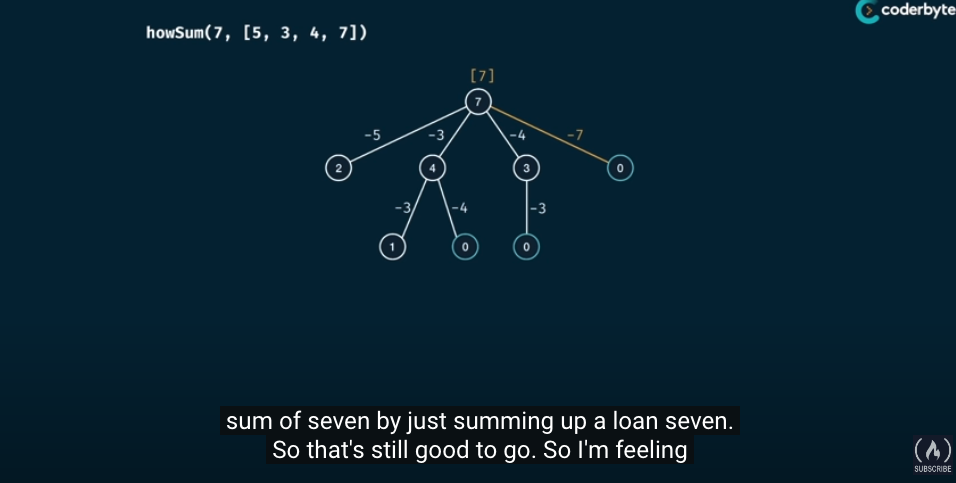 coderbyte
howSum(7, [5, 3, 4, 7])
[7]
7
-5 -3 -4 -7
2 4 3 0
-3 -4 -3
1 0 0
sum of seven by just summing up a loan seven.
So that's still good to go. So I'm feeling
SUBSCRIBE